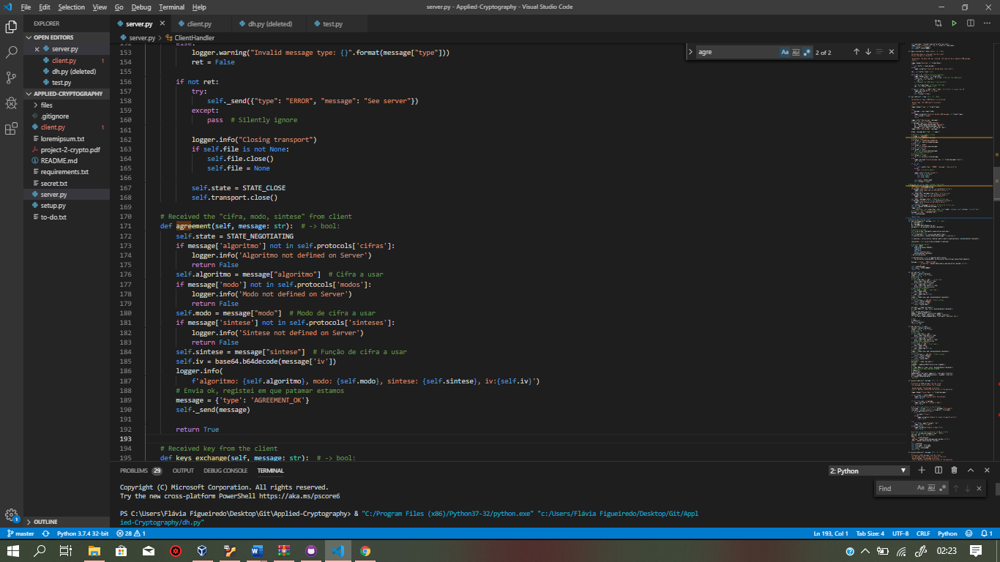 File Edit Selection View Go Debug Terminal Help
server.py - Applied-Cryptography - Visual Studio Code
EXPLORER
OPEN EDITORS
server.py
client.py 1
dh.py (deleted)
test.py
APPLIED-CRYPTOGRAPHY
files
.gitignore
client.py 1
loremipsum.txt
project-2-crypto.pdf
README.md
requirements.txt
secret.txt
server.py
setup.py
to-do.txt
OUTLINE
server.py client.py dh.py (deleted) test.py
server.py > ClientHandler
agre Aa Abl 2 of 2
152 else:
153 logger.warning("Invalid message type: {}".format(message["type"]))
154 ret = False
155
156 if not ret:
157 try:
158 self._send({"type": "ERROR", "message": "See server"})
159 except:
160 pass # Silently ignore
161
162 logger.info("Closing transport")
163 if self.file is not None:
164 self.file.close()
165 self.file = None
166
167 self.state = STATE_CLOSE
168 self.transport.close()
169
170 # Received the "cifra, modo, sintese" from client
171 def agreement(self, message: str): # -> bool:
172 self.state = STATE_NEGOTIATING
173 if message['algoritmo'] not in self.protocols['cifras']:
174 logger.info('Algoritmo not defined on Server')
175 return False
176 self.algoritmo = message["algoritmo"] # Cifra a usar
177 if message['modo'] not in self.protocols['modos']:
178 logger.info('Modo not defined on Server')
179 return False
180 self.modo = message["modo"] # Modo de cifra a usar
181 if message['sintese'] not in self.protocols['sinteses']:
182 logger.info('Sintese not defined on Server')
183 return False
184 self.sintese = message["sintese"] # Função de cifra a usar
185 self.iv = base64.b64decode(message['iv'])
186 logger.info(
187 f'algoritmo: {self.algoritmo}, modo: {self.modo}, sintese: {self.sintese}, iv:{self.iv}')
188 # Envia ok, registei em que patamar estamos
189 message = {'type': 'AGREEMENT_OK'}
190 self._send(message)
191
192 return True
193
194 # Received key from the client
195 def keys_exchange(self, message: str): # -> bool:
PROBLEMS 29 OUTPUT DEBUG CONSOLE TERMINAL
2: Python
Find Aa Abl
Copyright (C) Microsoft Corporation. All rights reserved.
Try the new cross-platform PowerShell https://aka.ms/pscore6
PS C:\Users\Flávia Figueiredo\Desktop\Git\Applied-Cryptography> & "C:/Program Files (x86)/Python37-32/python.exe" "c:/Users/Flávia Figueiredo/Desktop/Git/Appl
ied-Cryptography/dh.py"
master Python 3.7.4 32-bit 28 1
Ln 193, Col 1 Tab Size: 4 UTF-8 CRLF Python 1
02:23